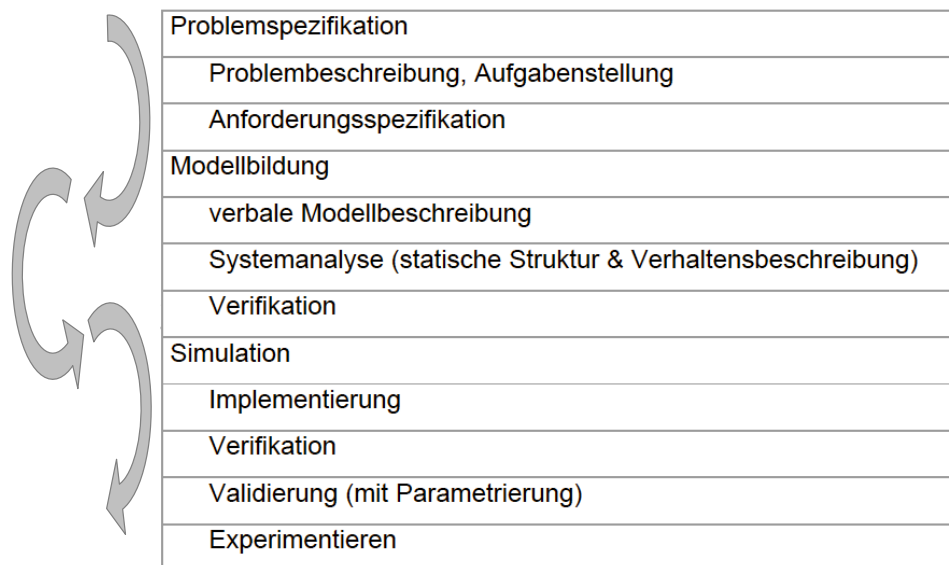 Problemspezifikation
Problembeschreibung, Aufgabenstellung
Anforderungsspezifikation
Modellbildung
verbale Modellbeschreibung
Systemanalyse (statische Struktur & Verhaltensbeschreibung)
Verifikation
Simulation
Implementierung
Verifikation
Validierung (mit Parametrierung)
Experimentieren